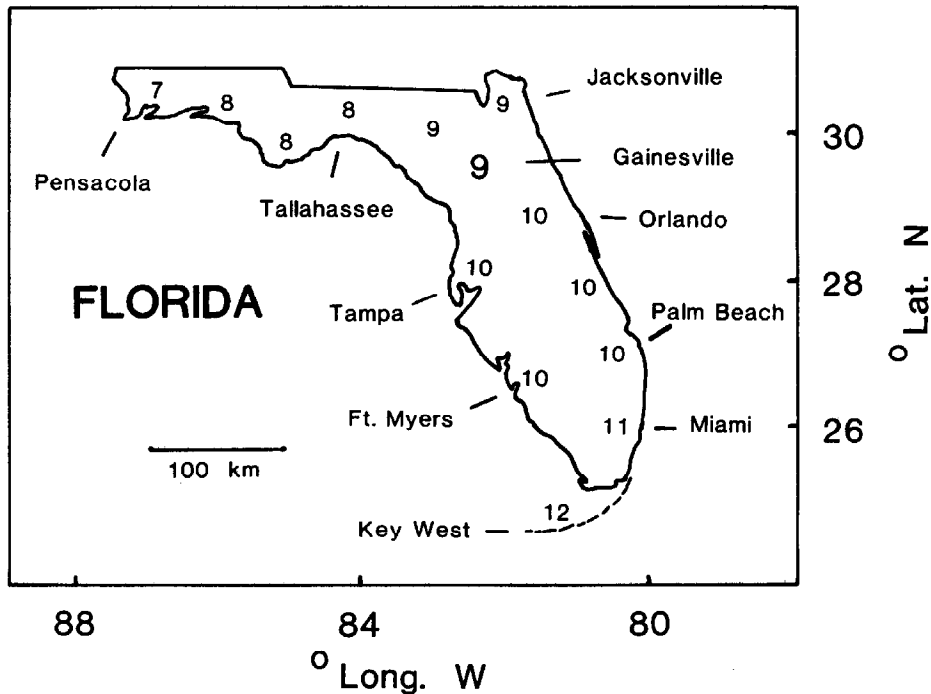 Jacksonville
7
8
8
9
9
30
8
Gainesville
9
Pensacola
Tallahassee
10
Orlando
10
10
28
FLORIDA
Tampa
Palm Beach
10
10
Ft. Myers
11
Miami
26
100 km
12
Key West
88
84
80
° Long. W
° Lat. N